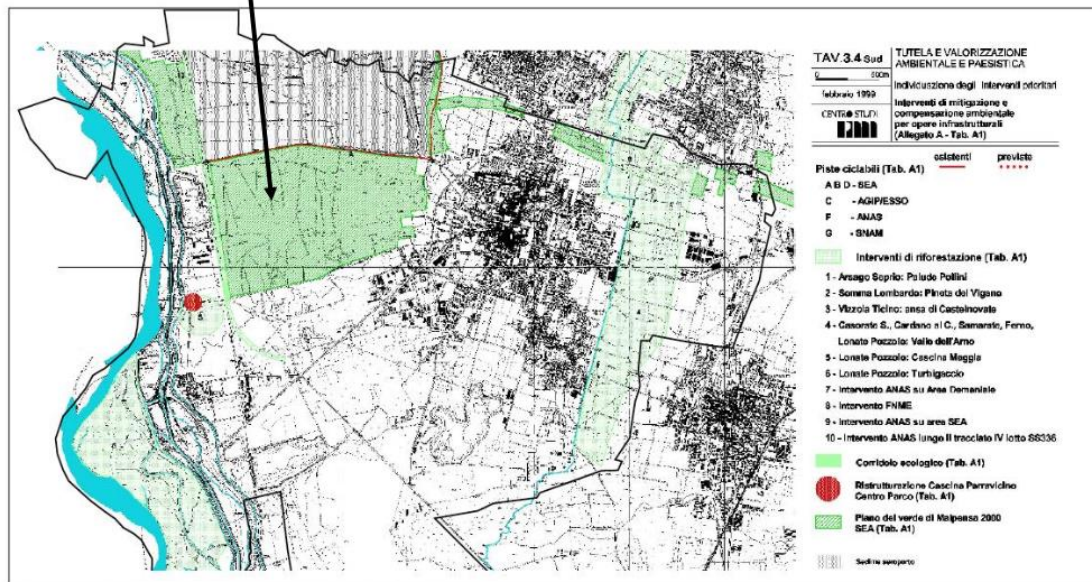 TAV.3.4 Sud
TUTELA E VALORIZZAZIONE
AMBIENTALE E PAESISTICA
0 500m
febbraio 1999
Individuazione degli interventi prioritari
CENTRO STUDI
PIM
Interventi di mitigazione e
compensazione ambientale
per opere infrastrutturali
(Allegato A - Tab. A1)
esistenti previste
Piste ciclabili (Tab. A1)
A B D - SEA
C - AGIP/ESSO
F - ANAS
G - SNAM
Interventi di riforestazione (Tab. A1)
1 - Arsago Seprio: Palude Pollini
2 - Somma Lombardo: Pineta del Vigano
3 - Vizzola Ticino: ansa di Castelnovate
4 - Casorate S., Cardano al C., Samarate, Ferno,
Lonate Pozzolo: Valle dell'Arno
5 - Lonate Pozzolo: Cascina Maggia
6 - Lonate Pozzolo: Turbigaccio
7 - Intervento ANAS su Area Demaniale
8 - Intervento FNME
9 - Intervento ANAS su area SEA
10 - Intervento ANAS lungo il tracciato IV lotto SS336
Corridoio ecologico (Tab. A1)
Ristrutturazione Cascina Parravicino
Centro Parco (Tab. A1)
Piano del verde di Malpensa 2000
SEA (Tab. A1)
Sedime aeroporto